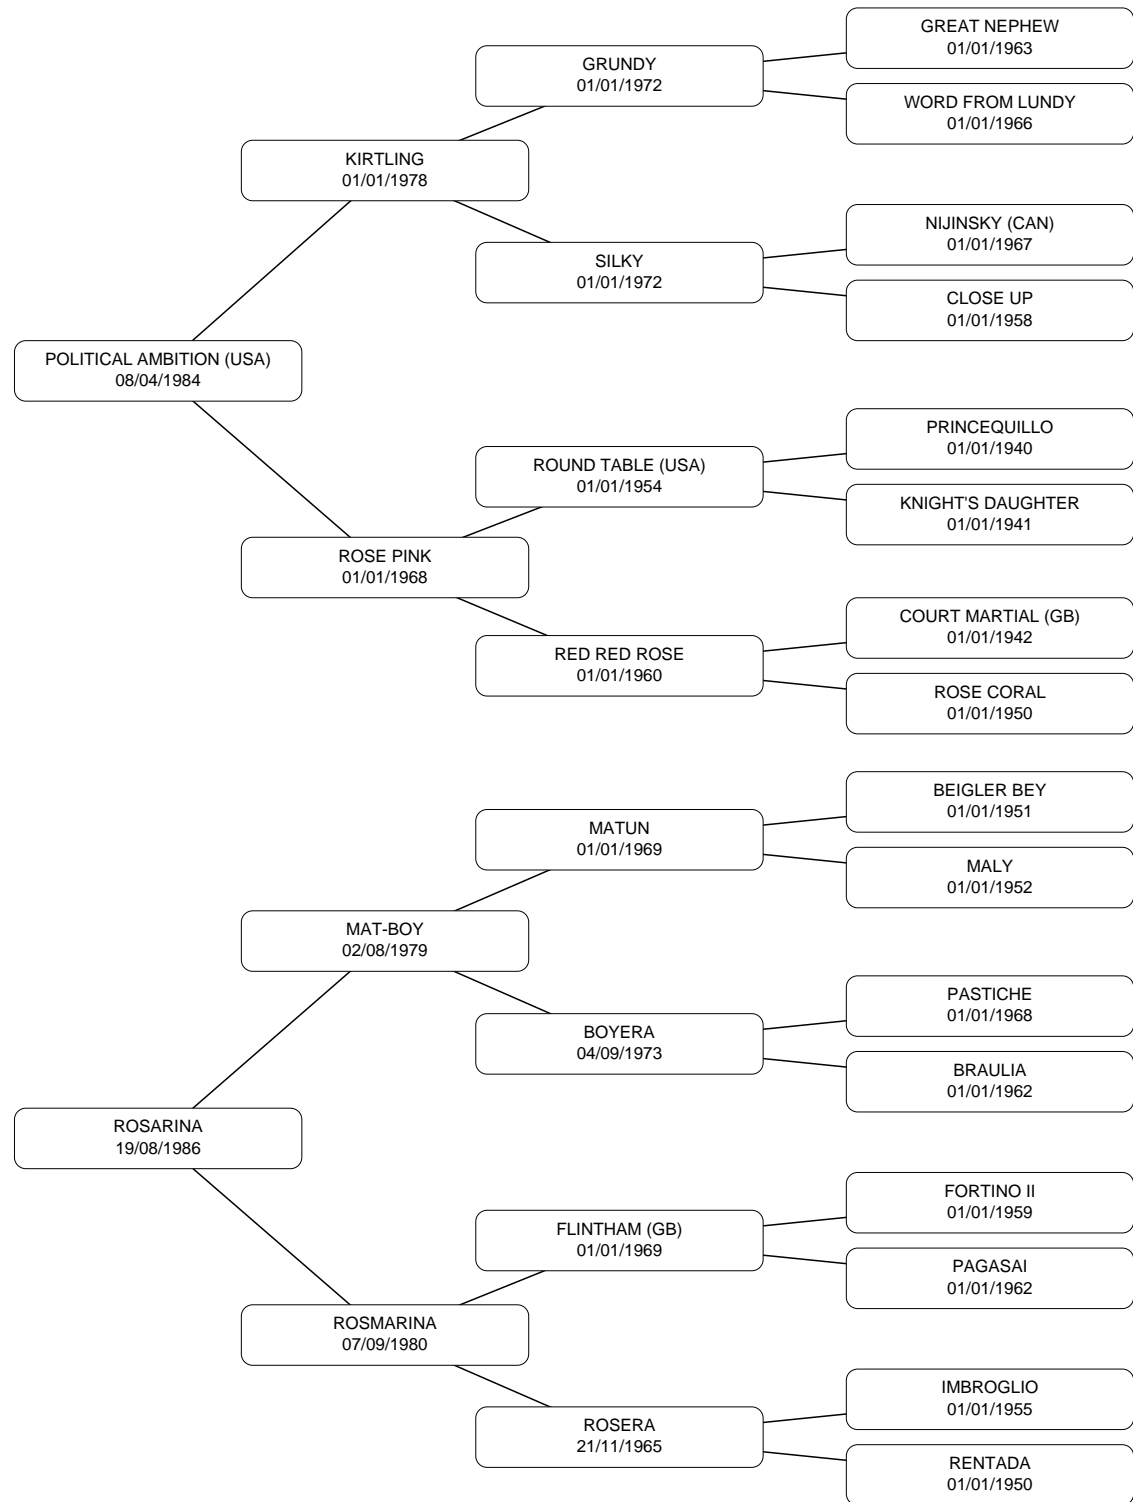 GREAT NEPHEW
01/01/1963
GRUNDY
01/01/1972
WORD FROM LUNDY
01/01/1966
KIRTLING
01/01/1978
NIJINSKY (CAN)
01/01/1967
SILKY
01/01/1972
CLOSE UP
01/01/1958
POLITICAL AMBITION (USA)
08/04/1984
PRINCEQUILLO
01/01/1940
ROUND TABLE (USA)
01/01/1954
KNIGHT'S DAUGHTER
01/01/1941
ROSE PINK
01/01/1968
COURT MARTIAL (GB)
01/01/1942
RED RED ROSE
01/01/1960
ROSE CORAL
01/01/1950
BEIGLER BEY
01/01/1951
MATUN
01/01/1969
MALY
01/01/1952
MAT-BOY
02/08/1979
PASTICHE
01/01/1968
BOYERA
04/09/1973
BRAULIA
01/01/1962
ROSARINA
19/08/1986
FORTINO II
01/01/1959
FLINTHAM (GB)
01/01/1969
PAGASAI
01/01/1962
ROSMARINA
07/09/1980
IMBROGLIO
01/01/1955
ROSERA
21/11/1965
RENTADA
01/01/1950